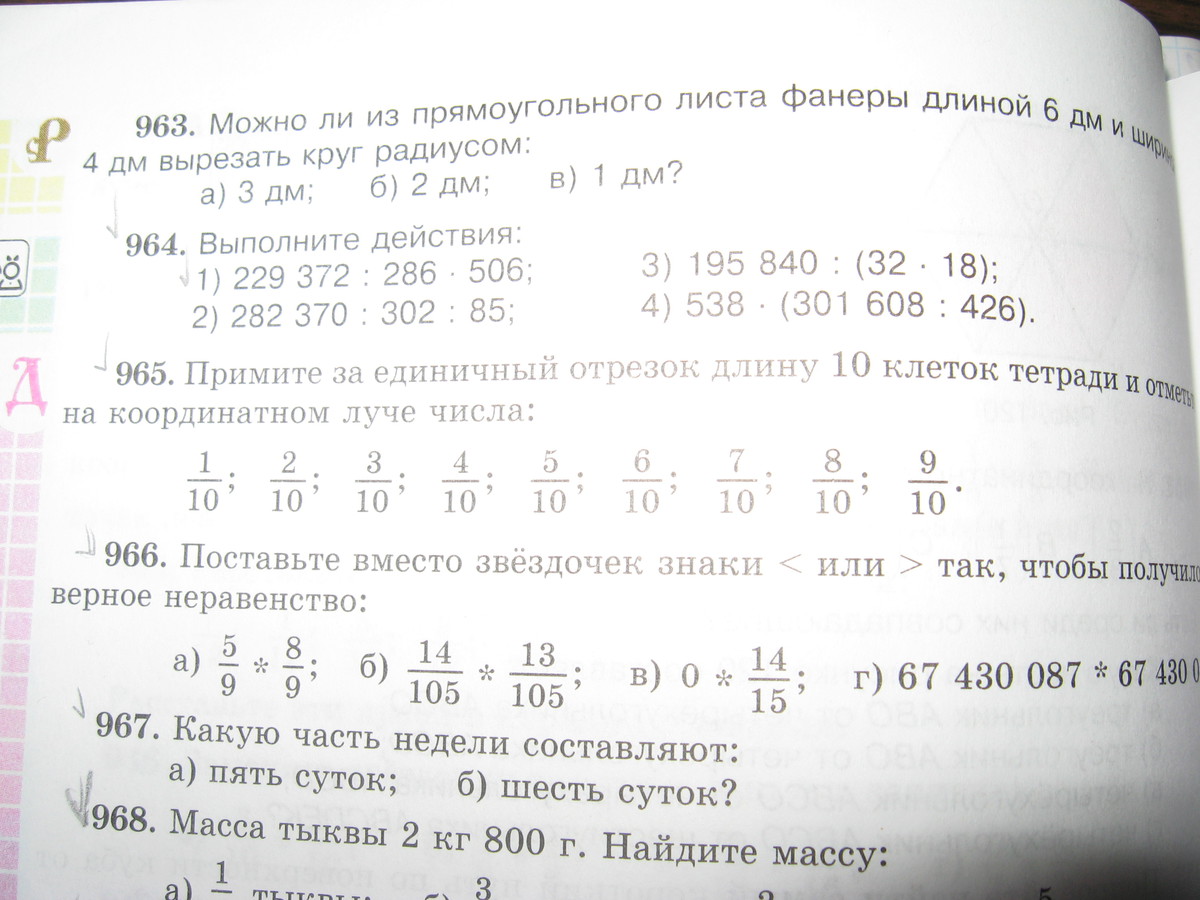 963. Можно ли из прямоугольного листа фанеры длиной 6 дм и
4 дм вырезать круг радиусом:
а) 3 дм; б) 2 дм; в) 1 дм?
964. Выполните действия:
1) 229 372 : 286 · 506; 3) 195 840 : (32 · 18);
2) 282 370 : 302 : 85; 4) 538 · (301 608 : 426).
Д
965. Примите за единичный отрезок длину 10 клеток тетради и
на координатном луче числа:
1/10; 2/10; 3/10; 4/10; 5/10; 6/10; 7/10; 8/10; 9/10.
966. Поставьте вместо звёздочек знаки < или > так, чтобы
верное неравенство:
а) 5/9 * 8/9; б) 14/105 * 13/105; в) 0 * 14/15; г) 67 430 087 * 67 430 0
967. Какую часть недели составляют:
а) пять суток; б) шесть суток?
968. Масса тыквы 2 кг 800 г. Найдите массу: